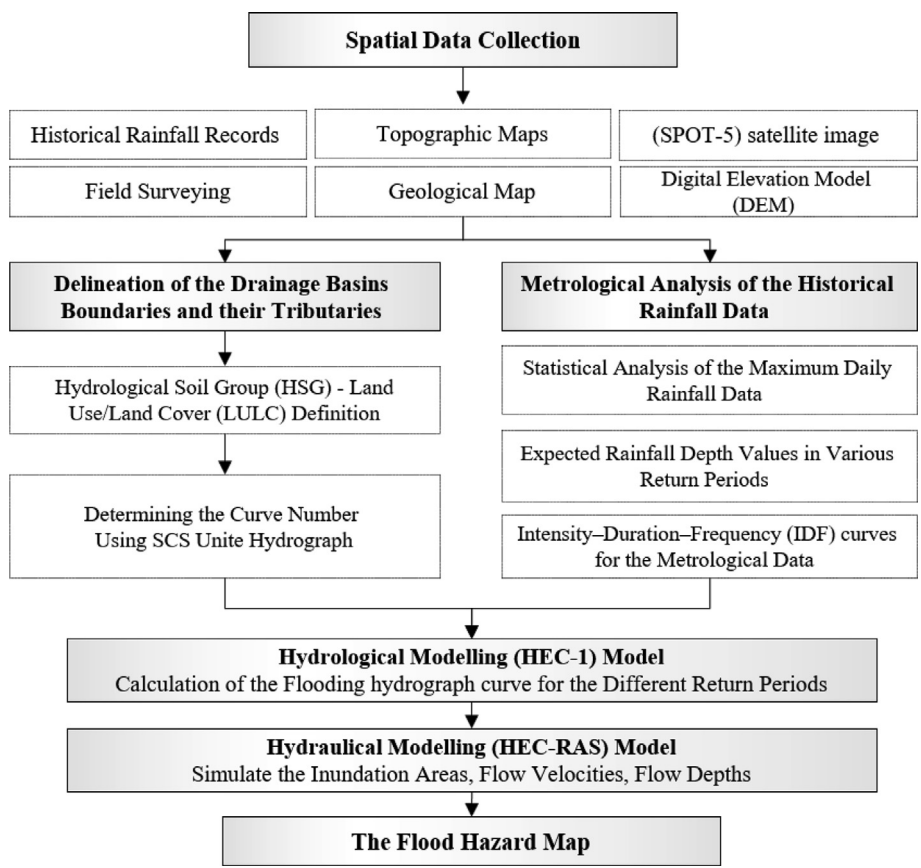 Spatial Data Collection
Historical Rainfall Records
Topographic Maps
(SPOT-5) satellite image
Field Surveying
Geological Map
Digital Elevation Model
(DEM)
Delineation of the Drainage Basins
Boundaries and their Tributaries
Metrological Analysis of the Historical
Rainfall Data
Hydrological Soil Group (HSG) - Land
Use/Land Cover (LULC) Definition
Determining the Curve Number
Using SCS Unite Hydrograph
Statistical Analysis of the Maximum Daily
Rainfall Data
Expected Rainfall Depth Values in Various
Return Periods
Intensity–Duration–Frequency (IDF) curves
for the Metrological Data
Hydrological Modelling (HEC-1) Model
Calculation of the Flooding hydrograph curve for the Different Return Periods
Hydraulical Modelling (HEC-RAS) Model
Simulate the Inundation Areas, Flow Velocities, Flow Depths
The Flood Hazard Map